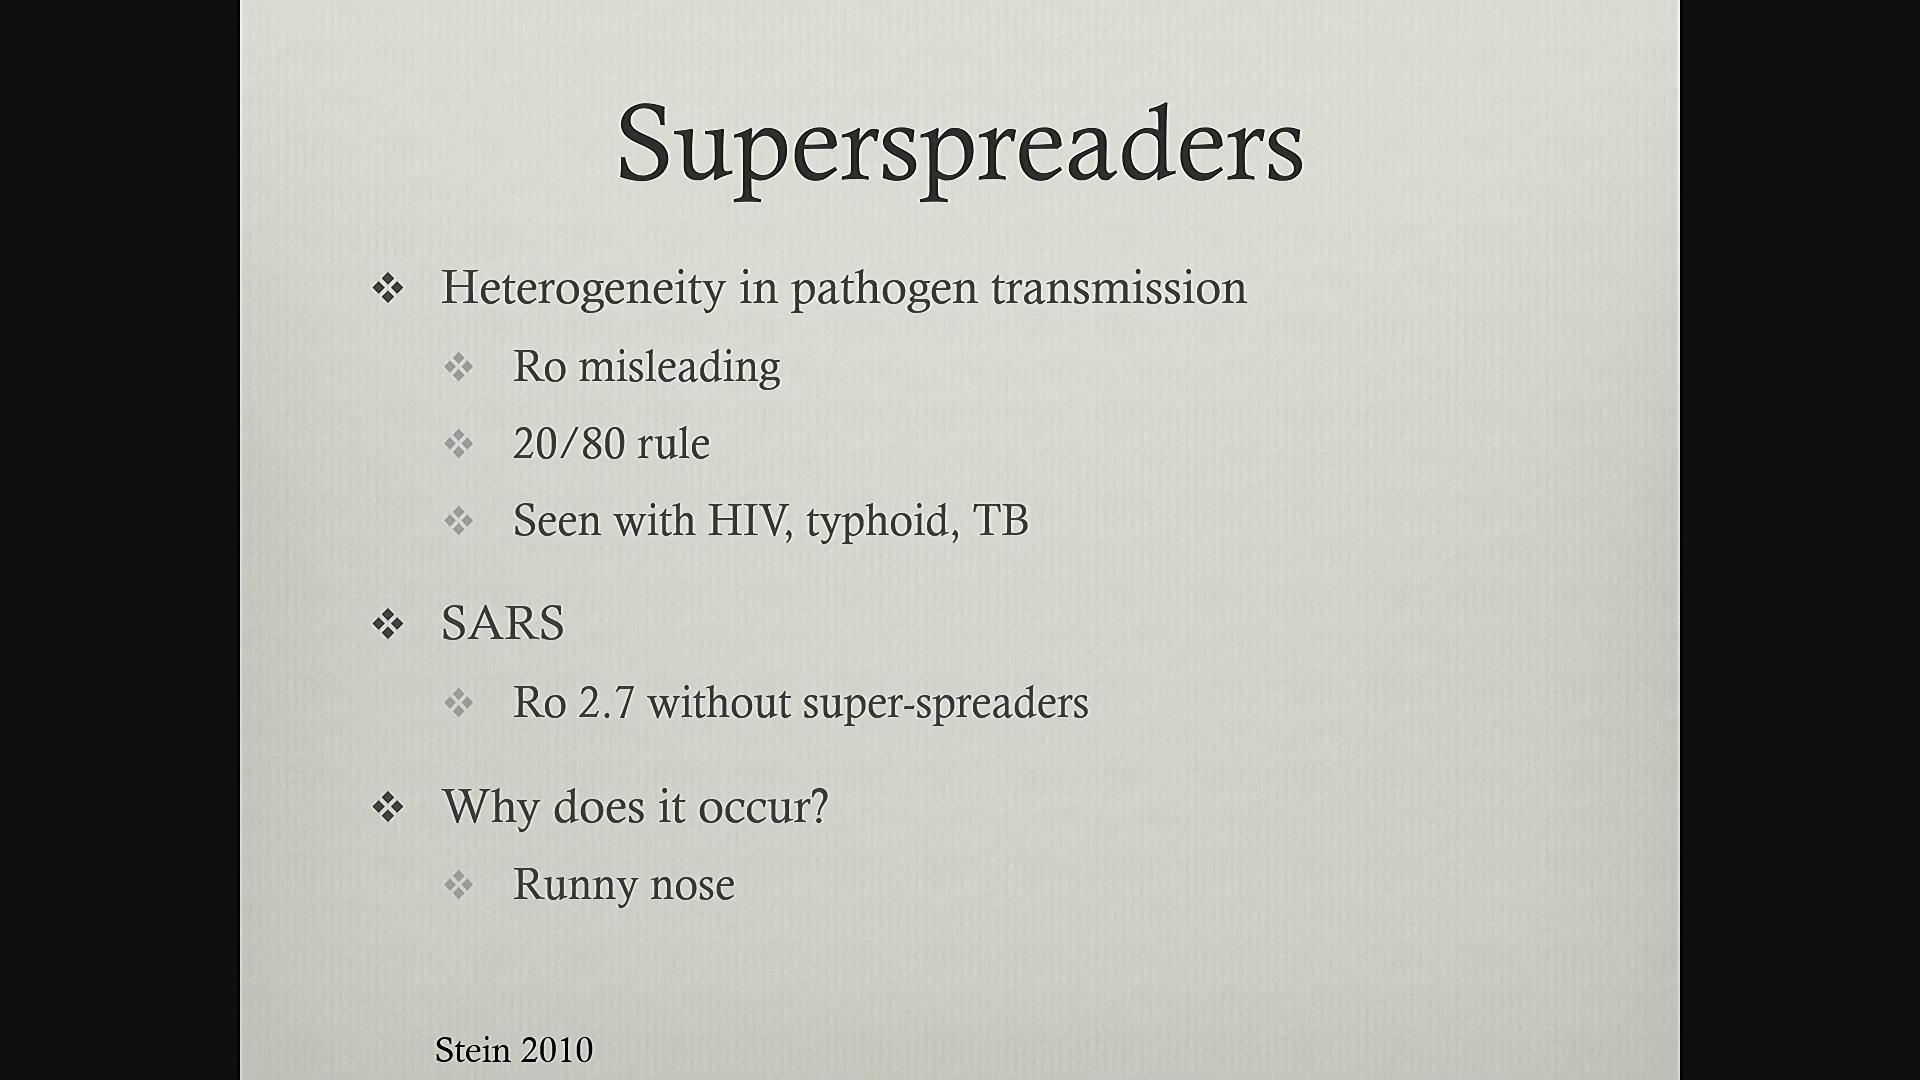 Superspreaders
Heterogeneity in pathogen transmission
Ro misleading
20/80 rule
Seen with HIV, typhoid, TB
SARS
Ro 2.7 without super-spreaders
Why does it occur?
Runny nose
Stein 2010